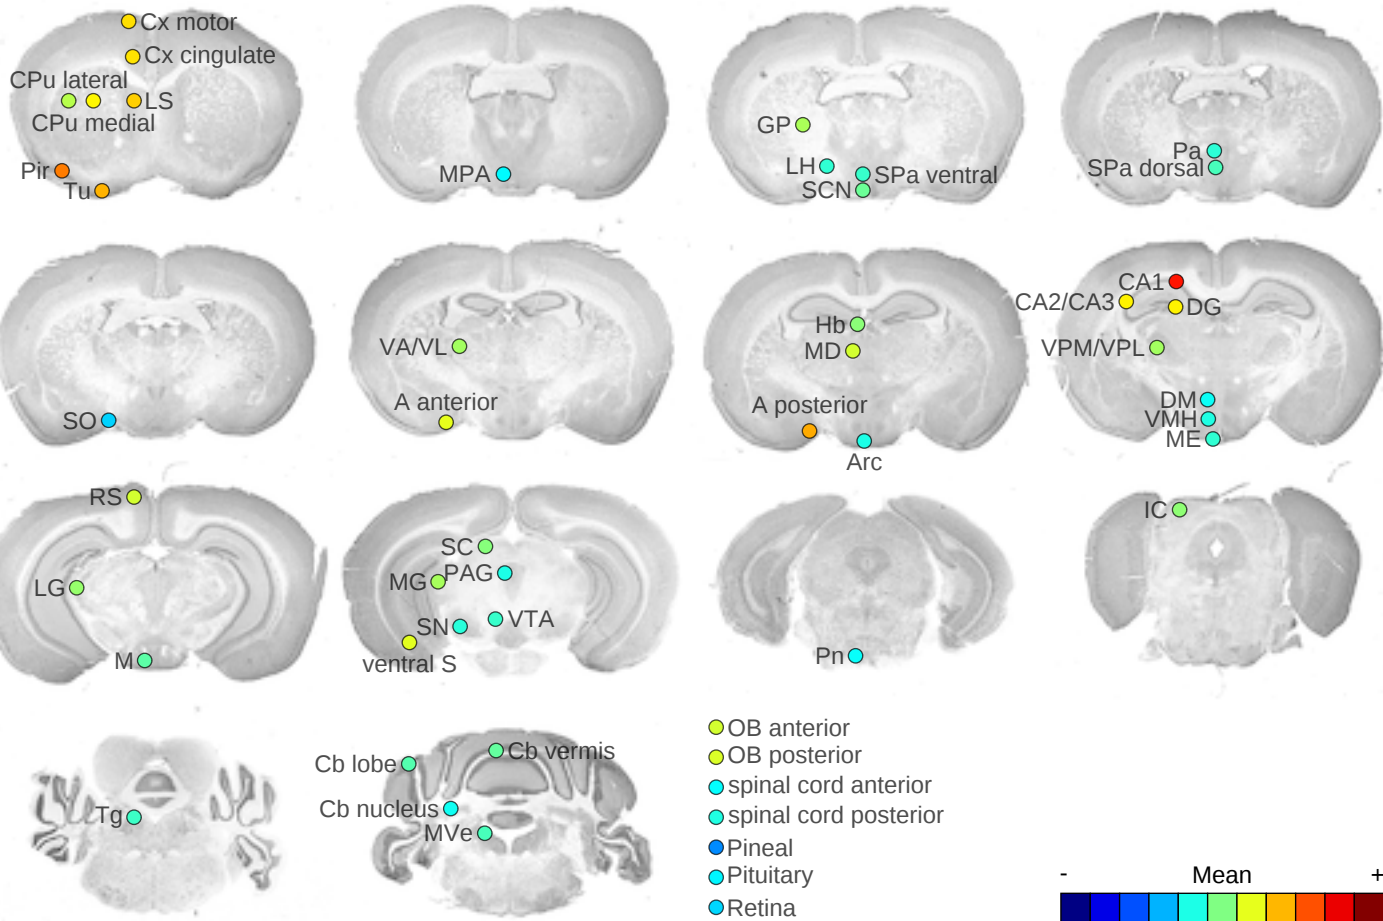 Cx motor
Cx cingulate
CPu lateral
LS
CPu medial
Pir
Tu
MPA
GP
LH
SPa ventral
SCN
Pa
SPa dorsal
SO
VA/VL
A anterior
Hb
MD
A posterior
Arc
CA1
CA2/CA3
DG
VPM/VPL
DM
VMH
ME
RS
LG
M
SC
PAG
MG
VTA
SN
ventral S
Pn
IC
Tg
Cb lobe
Cb vermis
Cb nucleus
MVe
OB anterior
OB posterior
spinal cord anterior
spinal cord posterior
Pineal
Pituitary
Retina
- Mean +